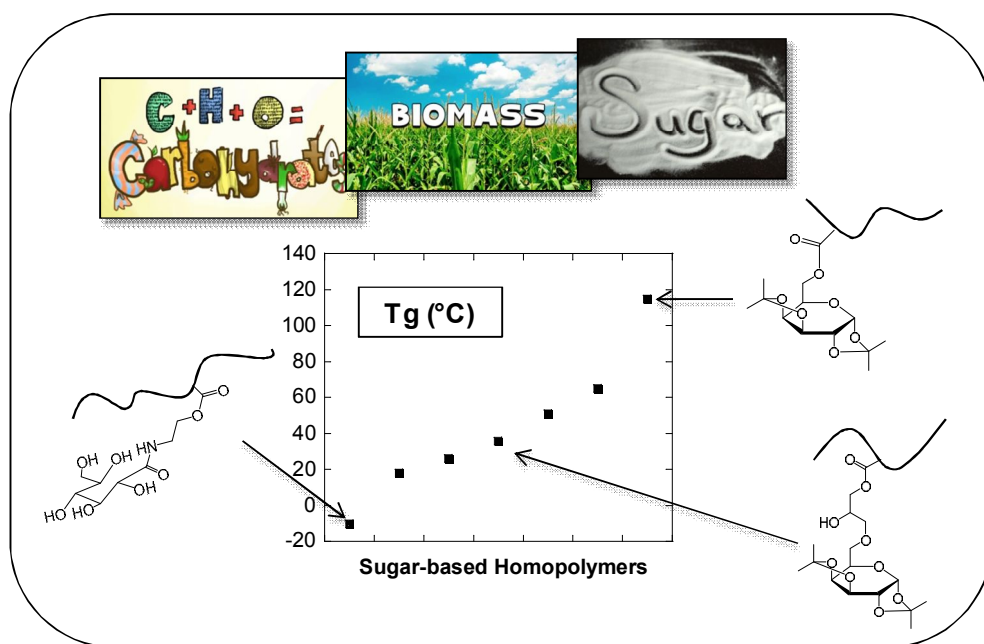 C + H + O =
Carbohydrates
BIOMASS
Sugar
140
120
100
80
60
40
20
0
-20
Tg (°C)
Sugar-based Homopolymers
O
O
O
O
O
O
O
O
O
HN
OH
OH
O
OH
HO
HO
O
O
HO
O
O
O
O
O
O